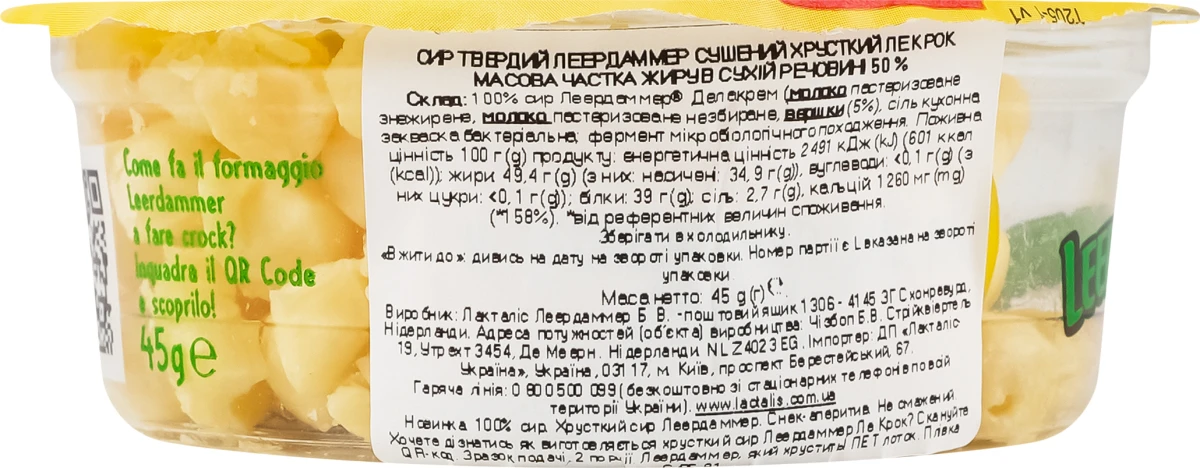 T2US-1 V1
Come fa il formaggio
Leerdammer
a fare crock?
Inquadra il QR Code
e scoprilo!
45g e
СИР ТВЕРДИЙ ЛЕЕРДАММЕР СУШЕНИЙ ХРУСТКИЙ ЛЕ КРОК
МАСОВА ЧАСТКА ЖИРУ В СУХІЙ РЕЧОВИНІ 50 %
Склад: 100% сир Леердаммер® Делакрем (молоко пастеризоване
знежирене, молоко пастеризоване незбиране, вершки (5%), сіль кухонна
закваска бактеріальна; фермент мікробіологічного походження. Поживна
цінність 100 г (g) продукту: енергетична цінність 2491 кДж (kJ) (601 ккал
(kcal)); жири 49,4 г (g) (з них: насичені: 34,9 г(g)), вуглеводи: <0,1 г(g) (з
них цукри: <0,1 г(g)); білки: 39 г(g); сіль: 2,7 г(g), кальцій 1260 мг (mg)
(*158%). *від референтних величин споживання.
Зберігати в холодильнику.
«Вжити до»: дивись на дату на звороті упаковки. Номер партії є L вказана на звороті
упаковки
Маса нетто: 45 g (г)
Виробник: Лакталіс Леердаммер Б. В. -поштовий ящик 1306 - 4145 ЗГ Схонревурд,
Нідерланди. Адреса потужностей (об'єкта) виробництва: Чізбоп Б.В. Стрійквіертель
19, Утрехт 3454, Де Меерн. Нідерланди NL Z4023 EG. Імпортер: ДП «Лакталіс-
Україна», Україна, 03117, м. Київ, проспект Берестейський, 67.
Гаряча лінія: 0 800 500 099 (безкоштовно зі стаціонарних телефонів по всій
території України). www.lactalis.com.ua
Новинка 100% сир. Хрусткий сир Леердаммер. Снек-аперитив. Не смажений.
Хочете дізнатись як виготовляється хрусткий сир Леердаммер Ле Крок? Скануйте
QR-код. Зразок подачі, 2 порції Леердаммер, який хрустить! ПЕТ лоток. Плівка
LEE